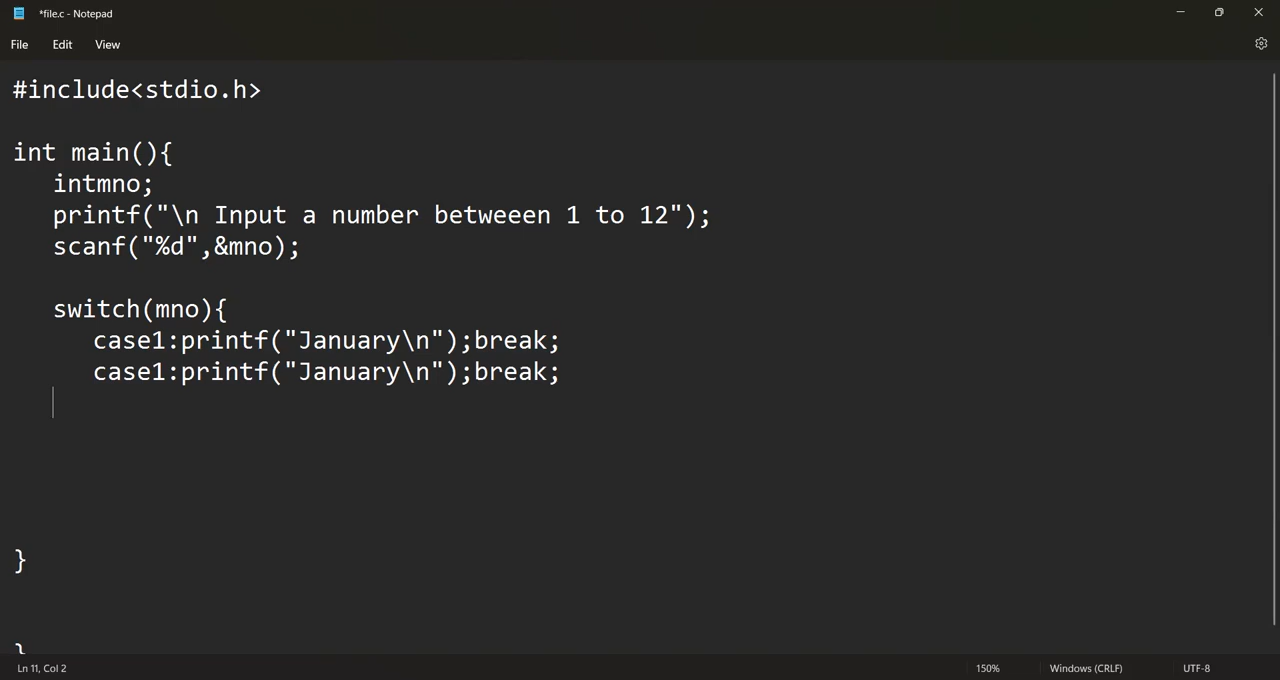 *file.c - Notepad
File Edit View
#include<stdio.h>
int main(){
intmno;
printf("\n Input a number betweeen 1 to 12");
scanf("%d",&mno);
switch(mno){
case1:printf("January\n");break;
case1:printf("January\n");break;
}
}
Ln 11, Col 2 150% Windows (CRLF) UTF-8